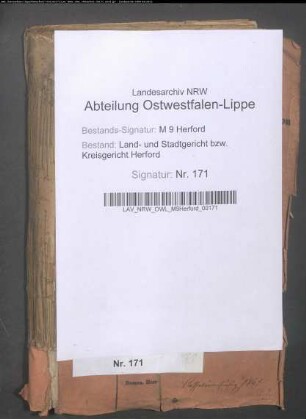 Landesarchiv NRW
Abteilung Ostwestfalen-Lippe
Bestands-Signatur: M 9 Herford
Bestand: Land- und Stadtgericht bzw.
Kreisgericht Herford
Signatur: Nr. 171
LAV_NRW_OWL_M9Herford_00171
Nr. 171